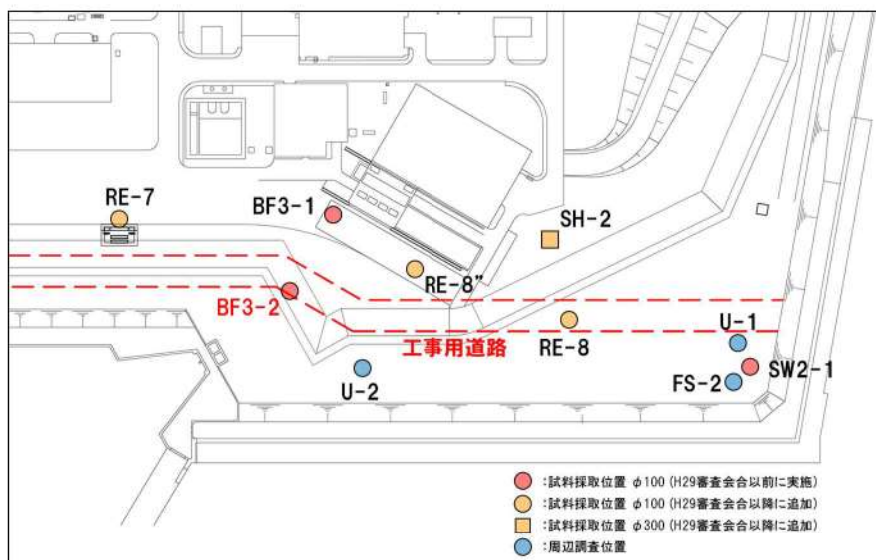 RE-7
BF3-1
SH-2
RE-8”
BF3-2
U-1
RE-8
工事用道路
SW2-1
U-2
FS-2
：試料採取位置 φ100 (H29審査会合以前に実施)
：試料採取位置 φ100 (H29審査会合以降に追加)
：試料採取位置 φ300 (H29審査会合以降に追加)
：周辺調査位置